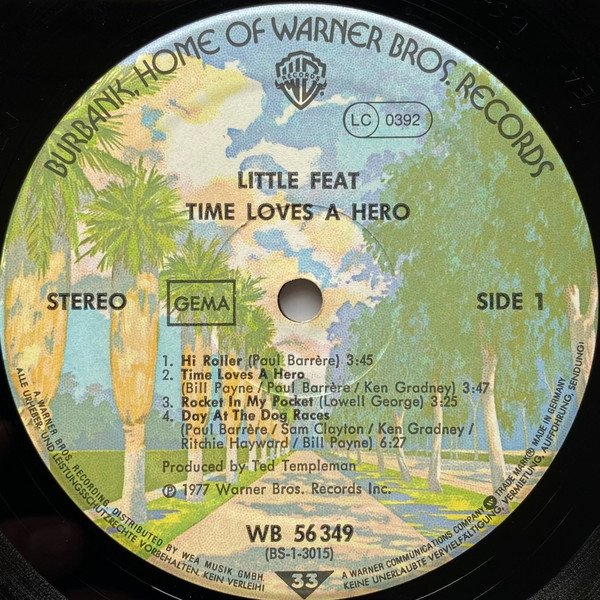 BURBANK, HOME OF WARNER BROS. RECORDS
RECORDS
LC 0392
LITTLE FEAT
TIME LOVES A HERO
STEREO
GEMA
SIDE 1
1. Hi Roller (Paul Barrère) 3:45
2. Time Loves A Hero
(Bill Payne / Paul Barrère / Ken Gradney) 3:47
3. Rocket In My Pocket (Lowell George) 3:25
4. Day At The Dog Races
(Paul Barrère / Sam Clayton / Ken Gradney /
Ritchie Hayward / Bill Payne) 6:27
Produced by Ted Templeman
℗ 1977 Warner Bros. Records Inc.
WB 56 349
(BS-1-3015)
33
A WARNER BROS. RECORDING DISTRIBUTED BY WEA MUSIK GMBH.
ALLE URHEBER- UND LEISTUNGSSCHUTZRECHTE VORBEHALTEN. KEIN VERLEIH!
A WARNER COMMUNICATIONS COMPANY TRADE MARK MADE IN GERMANY
KEINE UNERLAUBTE VERVIELFÄLTIGUNG, VERMIETUNG, AUFFÜHRUNG, SENDUNG!